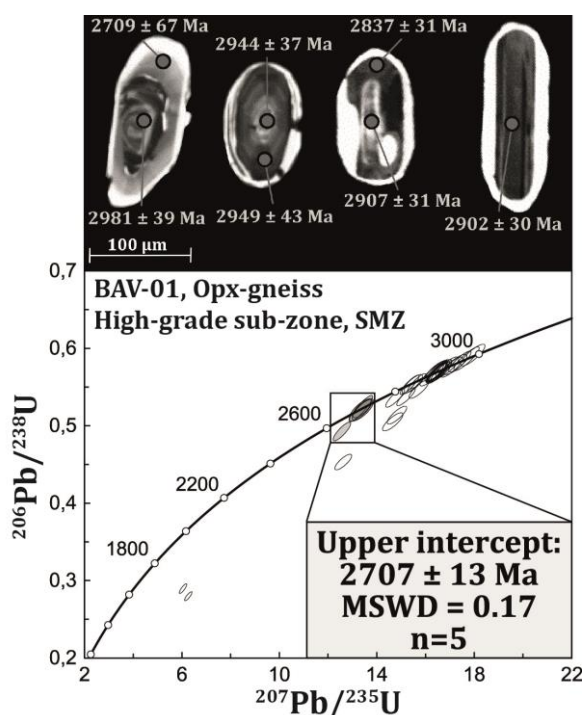 2709 ± 67 Ma
2944 ± 37 Ma
2837 ± 31 Ma
2981 ± 39 Ma
2949 ± 43 Ma
2907 ± 31 Ma
2902 ± 30 Ma
100 µm
BAV-01, Opx-gneiss
High-grade sub-zone, SMZ
0,7
0,6
0,5
0,4
0,3
0,2
206Pb/238U
3000
2600
2200
1800
Upper intercept:
2707 ± 13 Ma
MSWD = 0.17
n=5
2 6 10 14 18 22
207Pb/235U